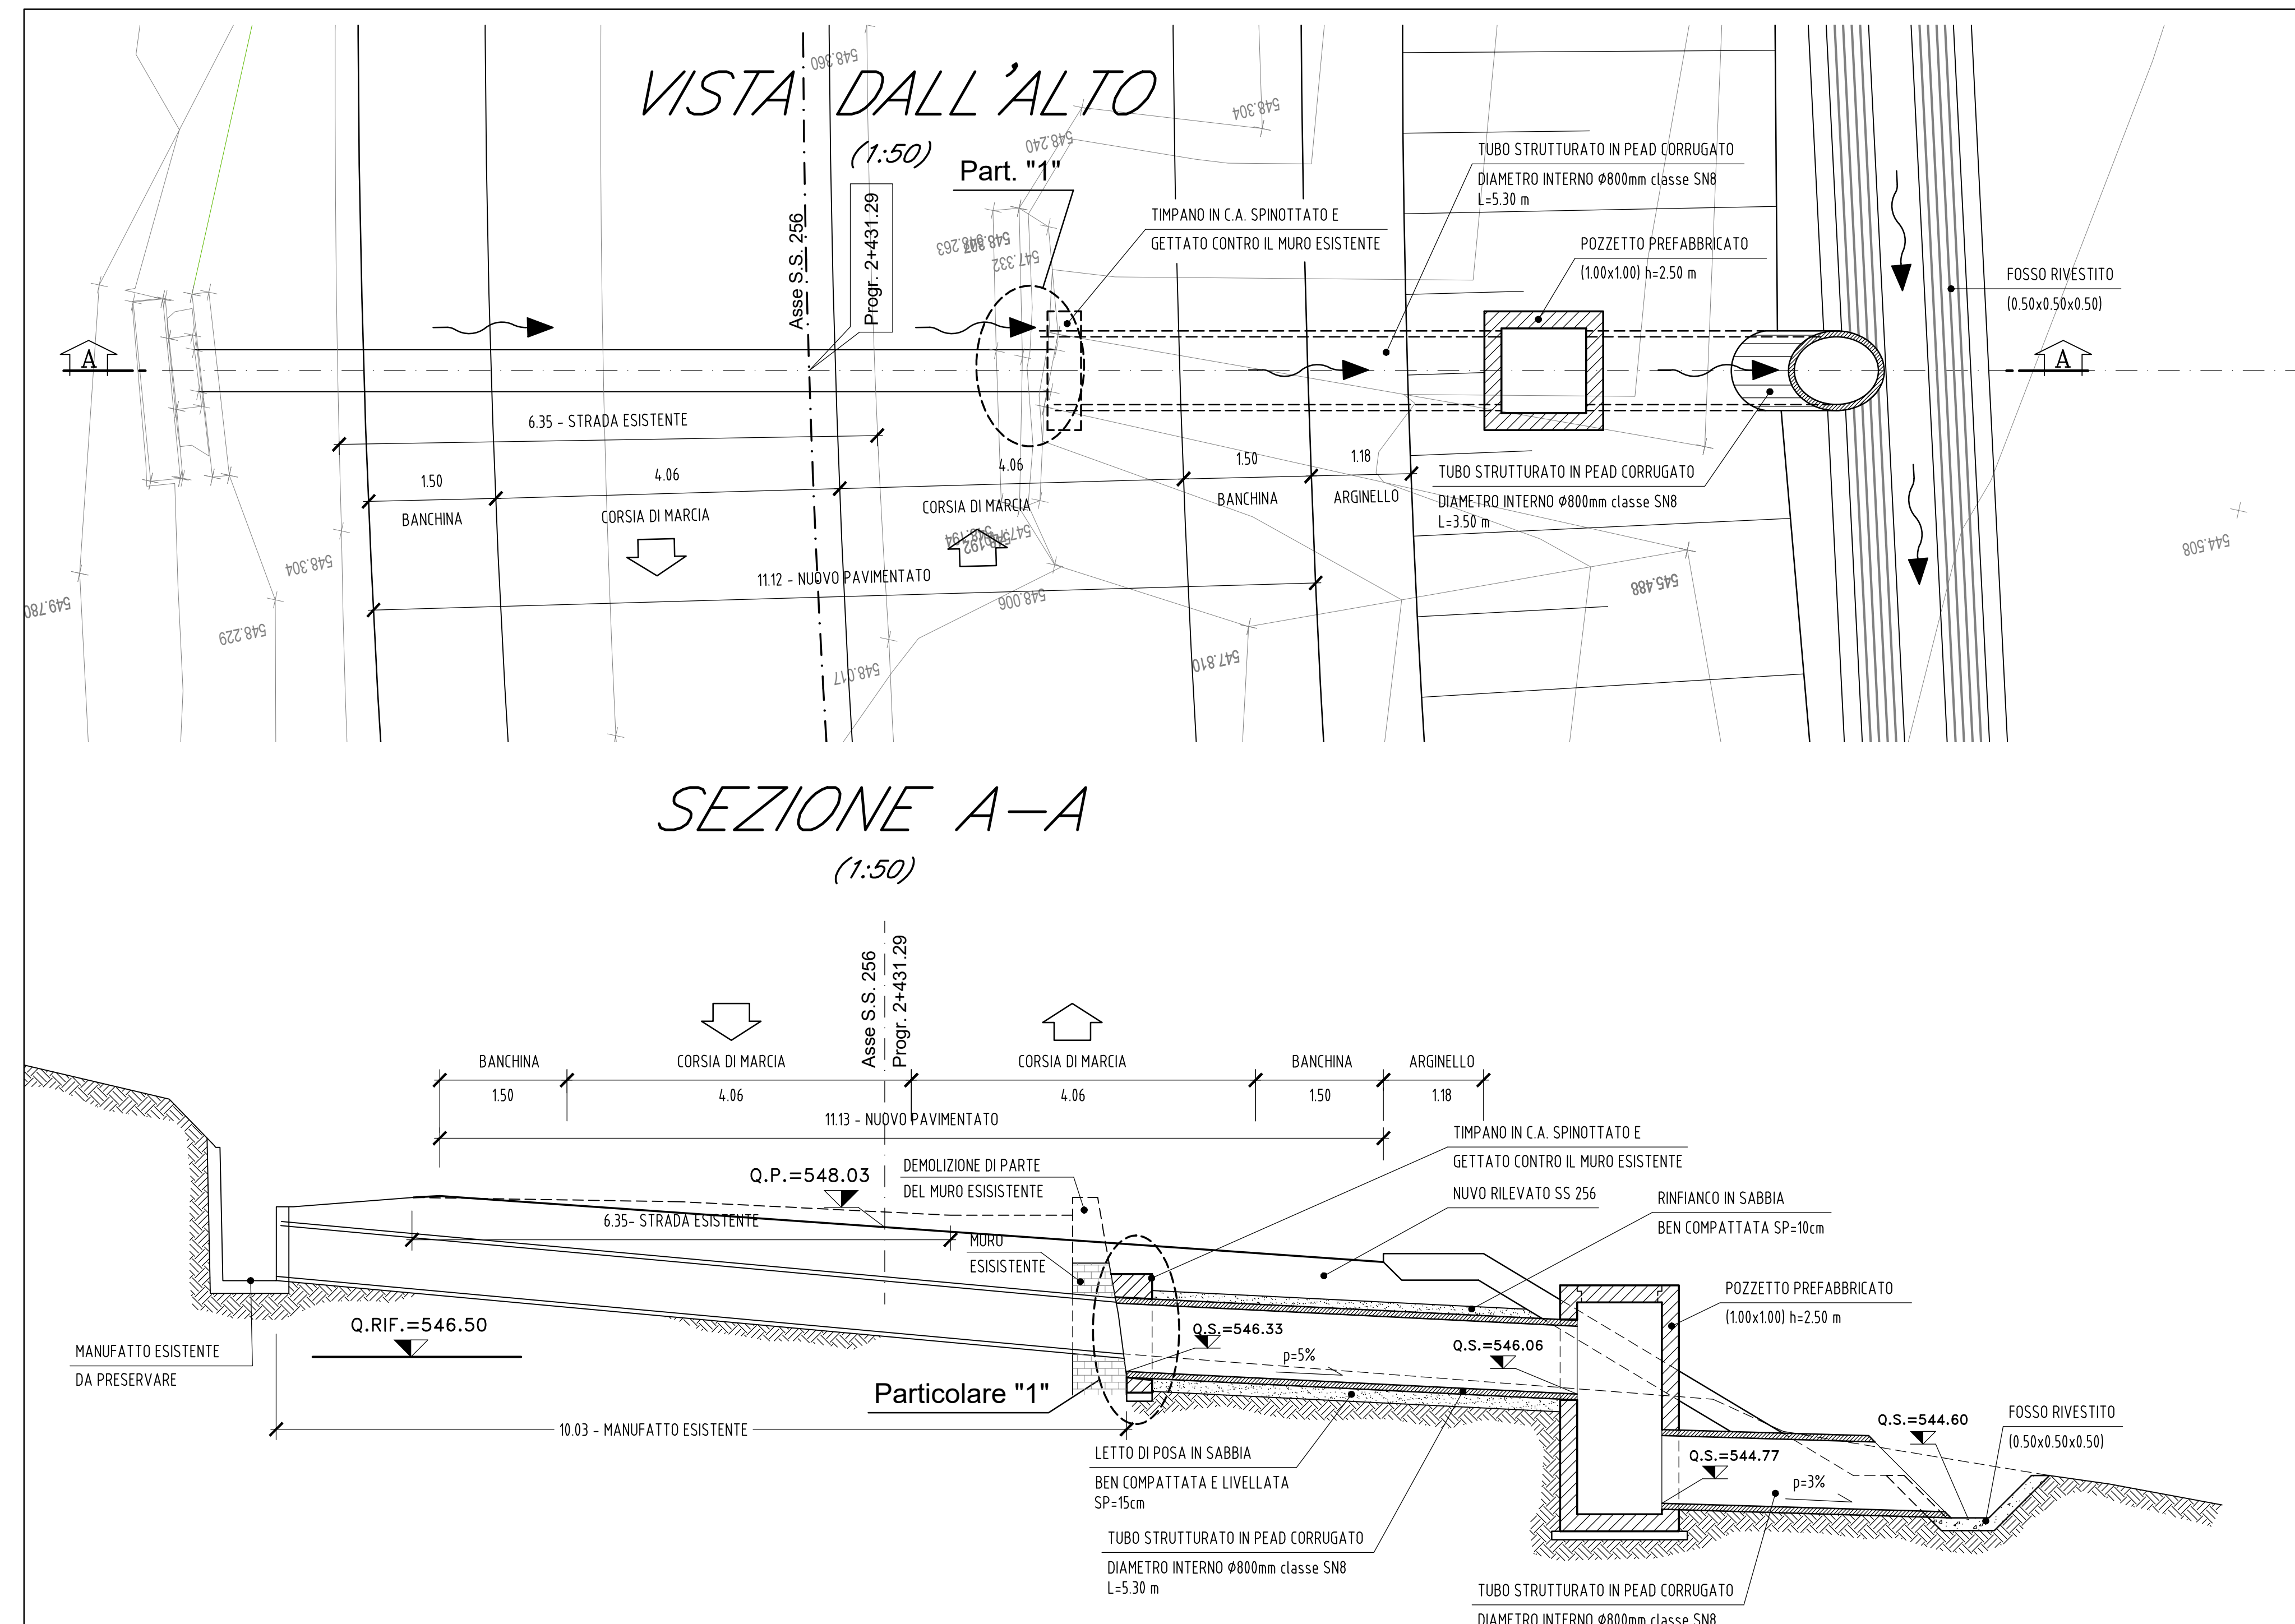 VISTA DALL'ALTO
(1:50)
548.360
548.304
548.240
Part. "1"
Asse S.S. 256
Progr. 2+431.29
548.263
547.332
TIMPANO IN C.A. SPINOTTATO E
GETTATO CONTRO IL MURO ESISTENTE
TUBO STRUTTURATO IN PEAD CORRUGATO
DIAMETRO INTERNO Ø800mm classe SN8
L=5.30 m
POZZETTO PREFABBRICATO
(1.00x1.00) h=2.50 m
FOSSO RIVESTITO
(0.50x0.50x0.50)
A
A
6.35 - STRADA ESISTENTE
1.50
4.06
4.06
1.50
1.18
BANCHINA
CORSIA DI MARCIA
CORSIA DI MARCIA
BANCHINA
ARGINELLO
TUBO STRUTTURATO IN PEAD CORRUGATO
DIAMETRO INTERNO Ø800mm classe SN8
L=3.50 m
11.12 - NUOVO PAVIMENTATO
548.304
549.780
548.229
548.006
548.017
547.810
545.488
544.508
SEZIONE A-A
(1:50)
Asse S.S. 256
Progr. 2+431.29
BANCHINA
CORSIA DI MARCIA
CORSIA DI MARCIA
BANCHINA
ARGINELLO
1.50
4.06
4.06
1.50
1.18
11.13 - NUOVO PAVIMENTATO
Q.P.=548.03
DEMOLIZIONE DI PARTE
DEL MURO ESISISTENTE
TIMPANO IN C.A. SPINOTTATO E
GETTATO CONTRO IL MURO ESISTENTE
NUVO RILEVATO SS 256
RINFIANCO IN SABBIA
BEN COMPATTATA SP=10cm
6.35- STRADA ESISTENTE
MURO
ESISISTENTE
POZZETTO PREFABBRICATO
(1.00x1.00) h=2.50 m
Q.RIF.=546.50
Q.S.=546.33
Q.S.=546.06
p=5%
MANUFATTO ESISTENTE
DA PRESERVARE
Particolare "1"
10.03 - MANUFATTO ESISTENTE
Q.S.=544.60
FOSSO RIVESTITO
(0.50x0.50x0.50)
Q.S.=544.77
p=3%
LETTO DI POSA IN SABBIA
BEN COMPATTATA E LIVELLATA
SP=15cm
TUBO STRUTTURATO IN PEAD CORRUGATO
DIAMETRO INTERNO Ø800mm classe SN8
L=5.30 m
TUBO STRUTTURATO IN PEAD CORRUGATO
DIAMETRO INTERNO Ø800mm classe SN8